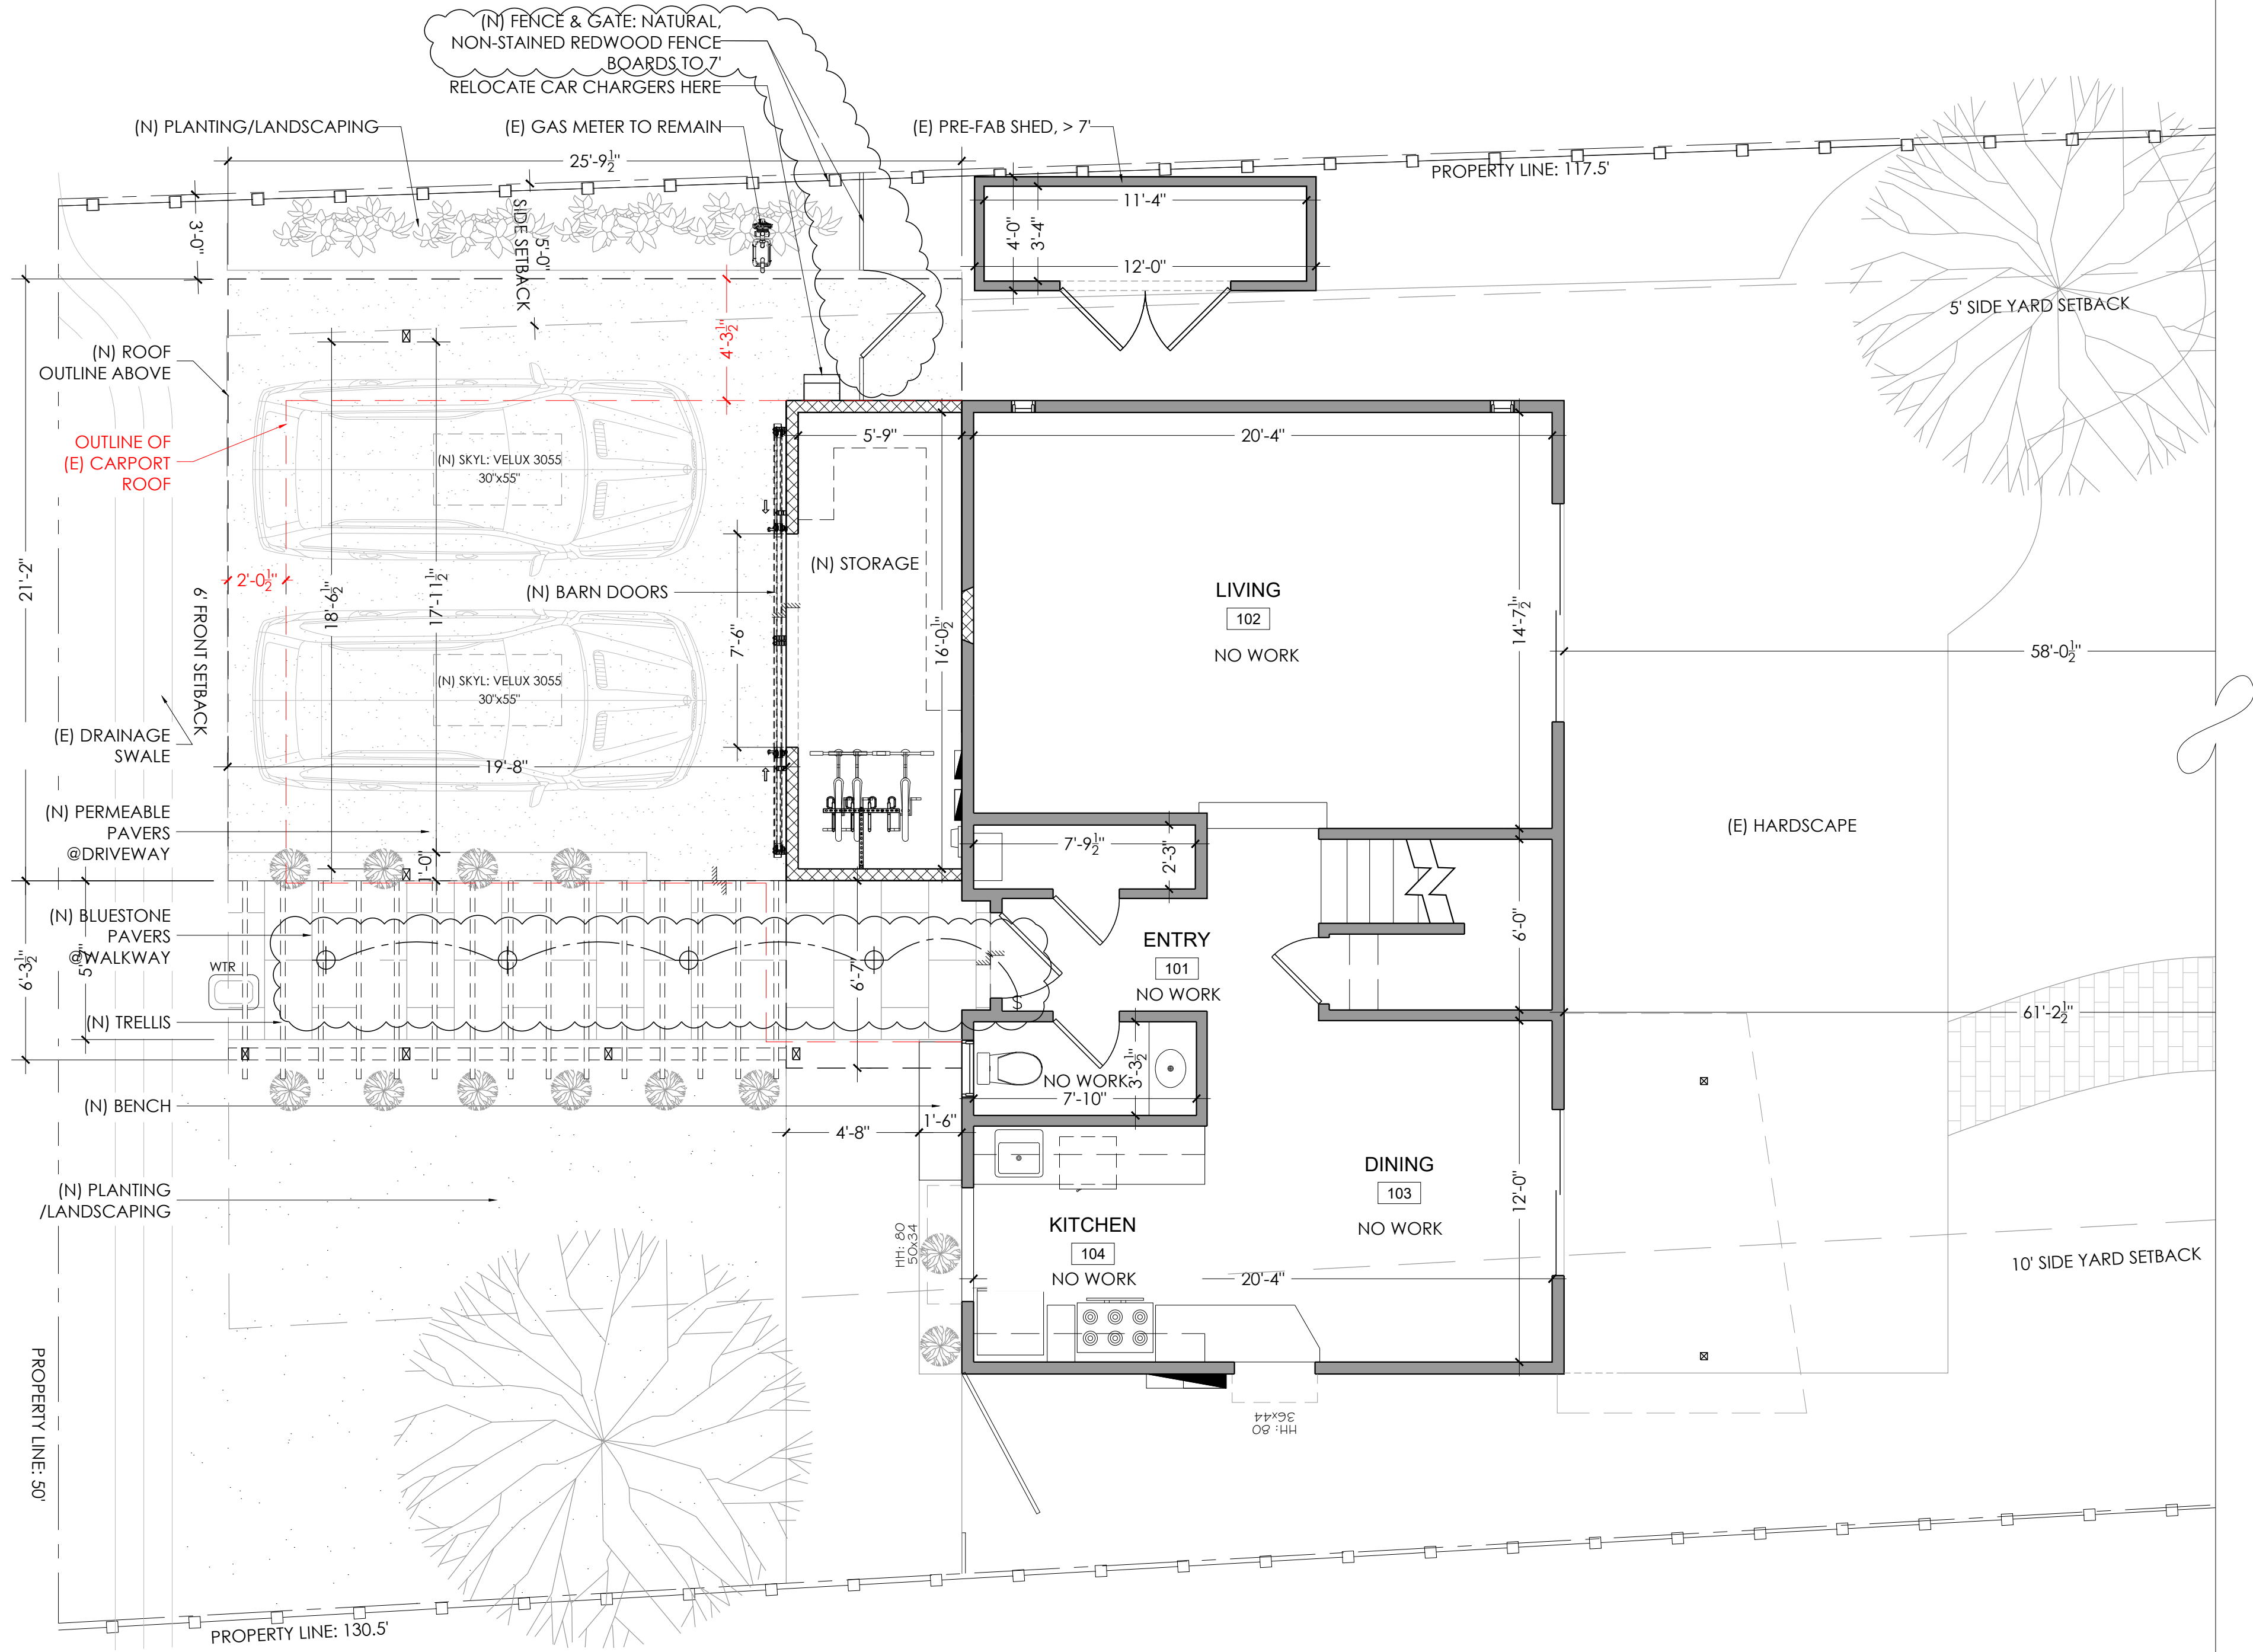 (N) FENCE & GATE: NATURAL,
NON-STAINED REDWOOD FENCE
BOARDS TO 7'
RELOCATE CAR CHARGERS HERE
(N) PLANTING/LANDSCAPING
(E) GAS METER TO REMAIN
(E) PRE-FAB SHED, > 7'
25'-9½"
PROPERTY LINE: 117.5'
11'-4"
4'-0"
3'-4"
12'-0"
3'-0"
5'-0"
SIDE SETBACK
5' SIDE YARD SETBACK
4'-3½"
(N) ROOF
OUTLINE ABOVE
OUTLINE OF
(E) CARPORT
ROOF
5'-9"
20'-4"
(N) SKYL: VELUX 3055
30"x55"
(N) STORAGE
21'-2"
2'-0½"
18'-6½"
17'-11½"
(N) BARN DOORS
7'-6"
16'-0½"
LIVING
102
NO WORK
14'-7½"
58'-0½"
6' FRONT SETBACK
(N) SKYL: VELUX 3055
30"x55"
(E) DRAINAGE
SWALE
19'-8"
(N) PERMEABLE
PAVERS
@DRIVEWAY
1'-0"
7'-9½"
2'-3"
(E) HARDSCAPE
(N) BLUESTONE
PAVERS
@WALKWAY
6'-3½"
WTR
6'-7"
$
ENTRY
101
NO WORK
6'-0"
61'-2½"
(N) TRELLIS
NO WORK
3'-3½"
7'-10"
(N) BENCH
4'-8"
1'-6"
(N) PLANTING
/LANDSCAPING
DINING
103
NO WORK
12'-0"
KITCHEN
104
NO WORK
HH: 80
50x34
20'-4"
10' SIDE YARD SETBACK
HH: 80
36x44
PROPERTY LINE: 50'
PROPERTY LINE: 130.5'